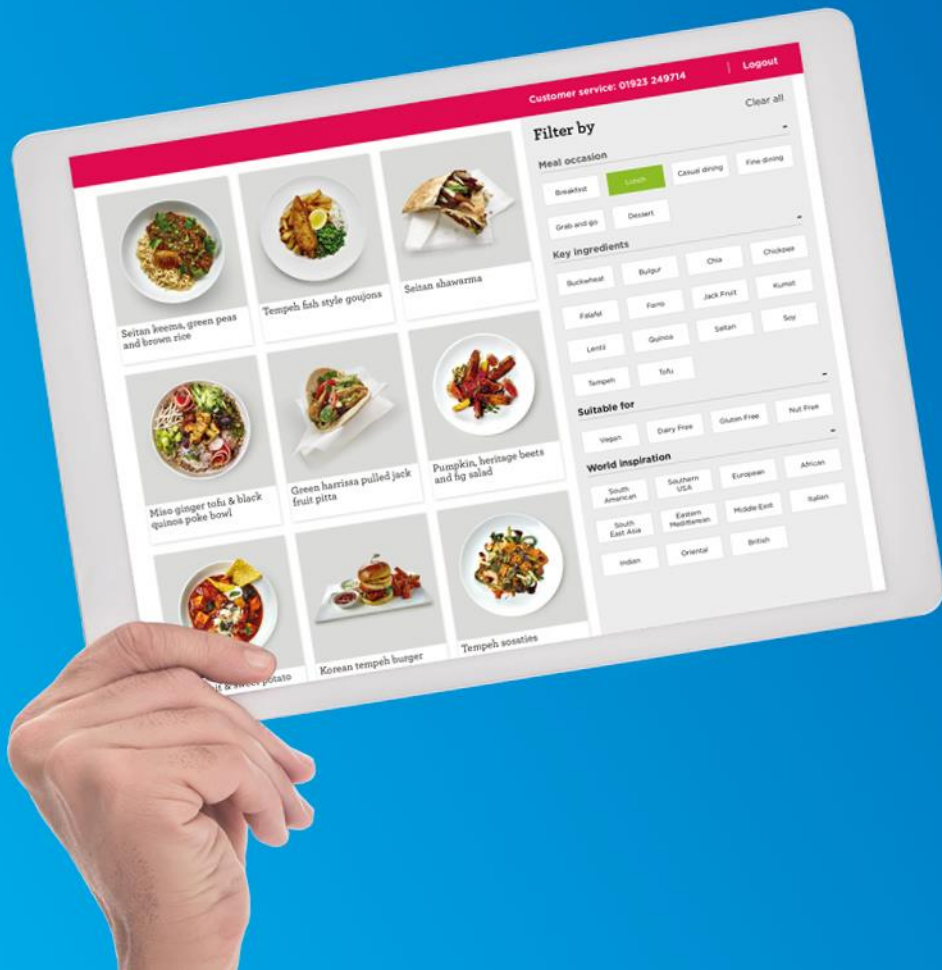 Customer service: 01923 249714 | Logout
Seitan keema, green peas
and brown rice
Tempeh fish style goujons
Seitan shawarma
Miso ginger tofu & black
quinoa poke bowl
Green harrissa pulled jack
fruit pitta
Pumpkin, heritage beets
and fig salad
& sweet potato
Korean tempeh burger
Tempeh sosaties
Filter by
Clear all
Meal occasion -
Breakfast
Lunch
Casual dining
Fine dining
Grab and go
Dessert
Key ingredients -
Buckwheat
Bulgur
Chia
Chickpea
Falafel
Farro
Jack Fruit
Kumat
Lentil
Quinoa
Seitan
Soy
Tempeh
Tofu
Suitable for -
Vegan
Dairy Free
Gluten Free
Nut Free
World inspiration -
South
American
Southern
USA
European
African
South
East Asia
Eastern
Mediterranean
Middle East
Italian
Indian
Oriental
British